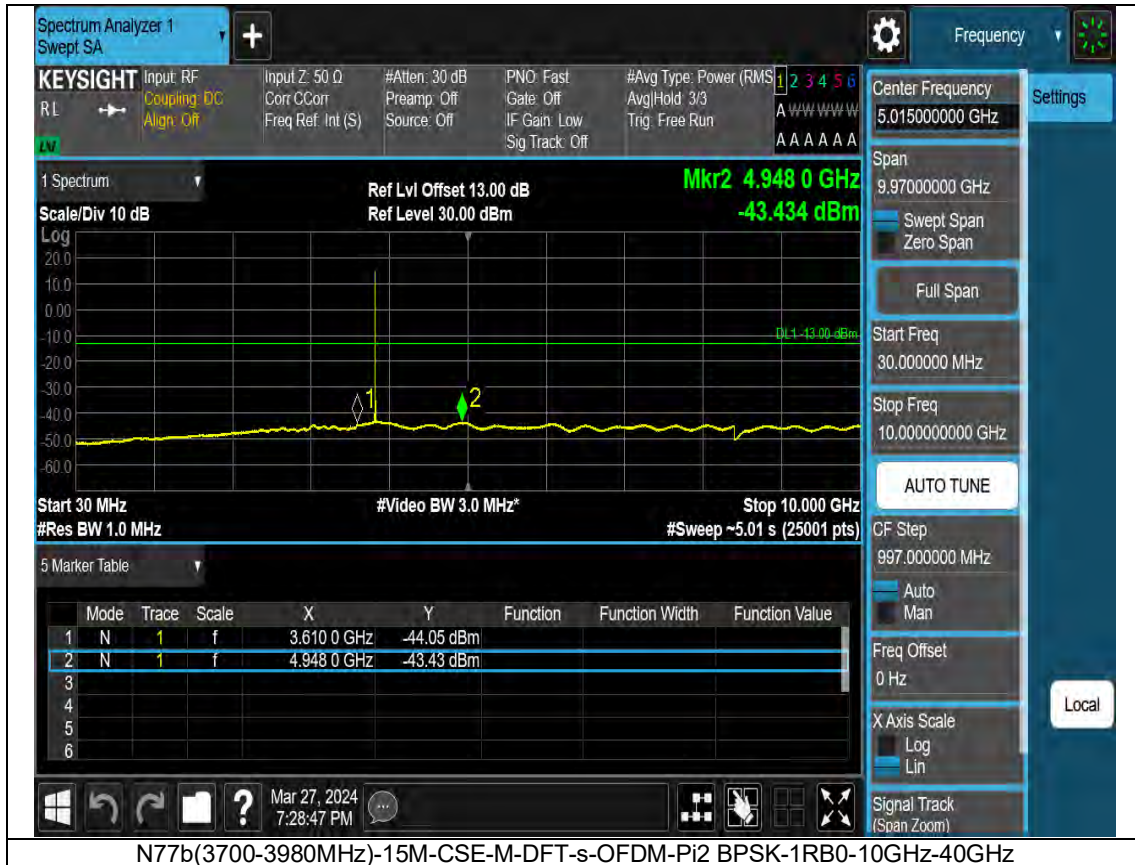 Spectrum Analyzer 1
Swept SA
+
Frequency
KEYSIGHT
RL
Input: RF
Coupling: DC
Align: Off
Input Z: 50 Ω
Corr CCorr
Freq Ref: Int (S)
#Atten: 30 dB
Preamp: Off
Source: Off
PNO: Fast
Gate: Off
IF Gain: Low
Sig Track: Off
#Avg Type: Power (RMS
Avg|Hold: 3/3
Trig: Free Run
1 2 3 4 5 6
A W W W W W
A A A A A A
1 Spectrum
Ref Lvl Offset 13.00 dB
Mkr2 4.948 0 GHz
Scale/Div 10 dB
Ref Level 30.00 dBm
-43.434 dBm
Log
20.0
10.0
0.00
-10.0
DL1 -13.00 dBm
-20.0
-30.0
1
2
-40.0
-50.0
-60.0
Start 30 MHz
#Video BW 3.0 MHz*
Stop 10.000 GHz
#Res BW 1.0 MHz
#Sweep ~5.01 s (25001 pts)
5 Marker Table
Mode Trace Scale X Y Function Function Width Function Value
1 N 1 f 3.610 0 GHz -44.05 dBm
2 N 1 f 4.948 0 GHz -43.43 dBm
3
4
5
6
Center Frequency
5.015000000 GHz
Settings
Span
9.97000000 GHz
Swept Span
Zero Span
Full Span
Start Freq
30.000000 MHz
Stop Freq
10.000000000 GHz
AUTO TUNE
CF Step
997.000000 MHz
Auto
Man
Freq Offset
0 Hz
X Axis Scale
Log
Lin
Local
Signal Track
(Span Zoom)
?
Mar 27, 2024
7:28:47 PM
N77b(3700-3980MHz)-15M-CSE-M-DFT-s-OFDM-Pi2 BPSK-1RB0-10GHz-40GHz